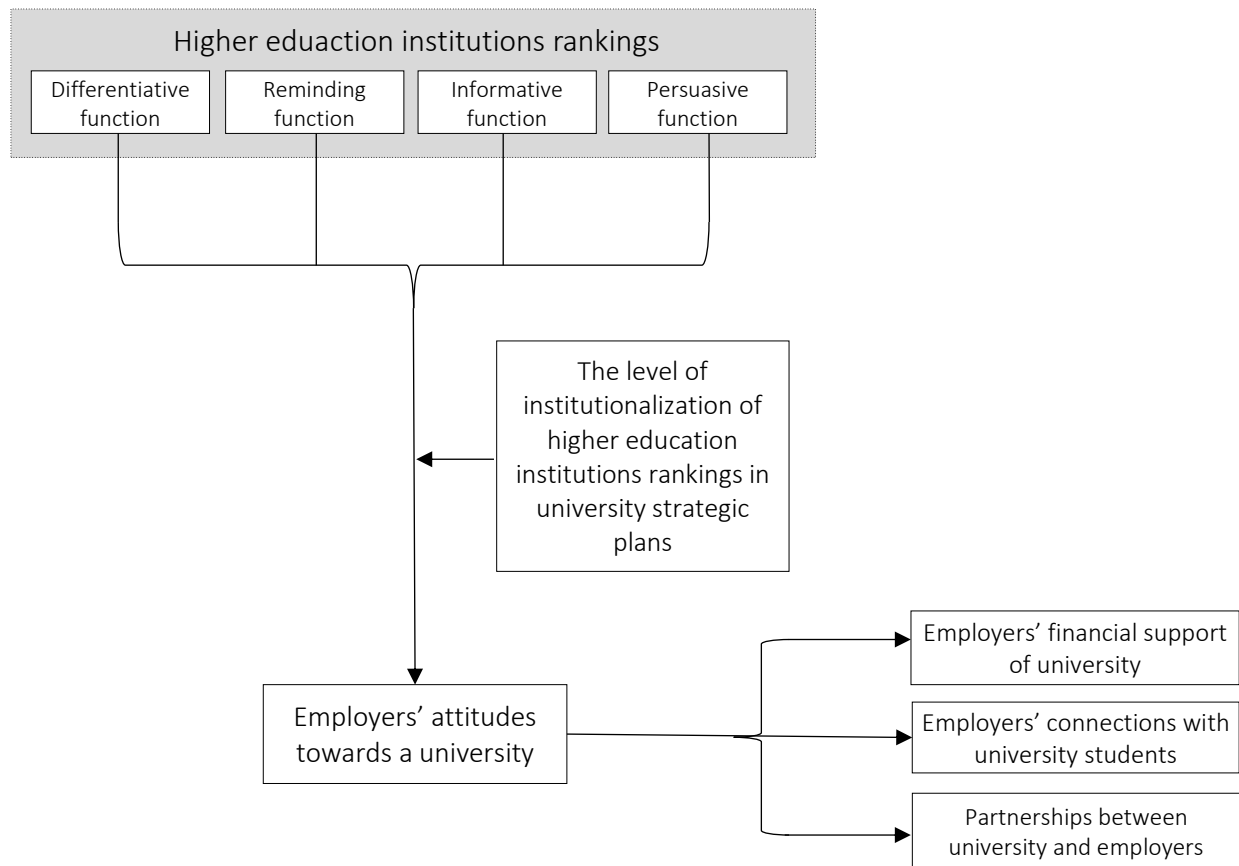 Higher eduaction institutions rankings
Differentiative
function
Reminding
function
Informative
function
Persuasive
function
The level of
institutionalization of
higher education
institutions rankings in
university strategic
plans
Employers’ attitudes
towards a university
Employers’ financial support
of university
Employers’ connections with
university students
Partnerships between
university and employers